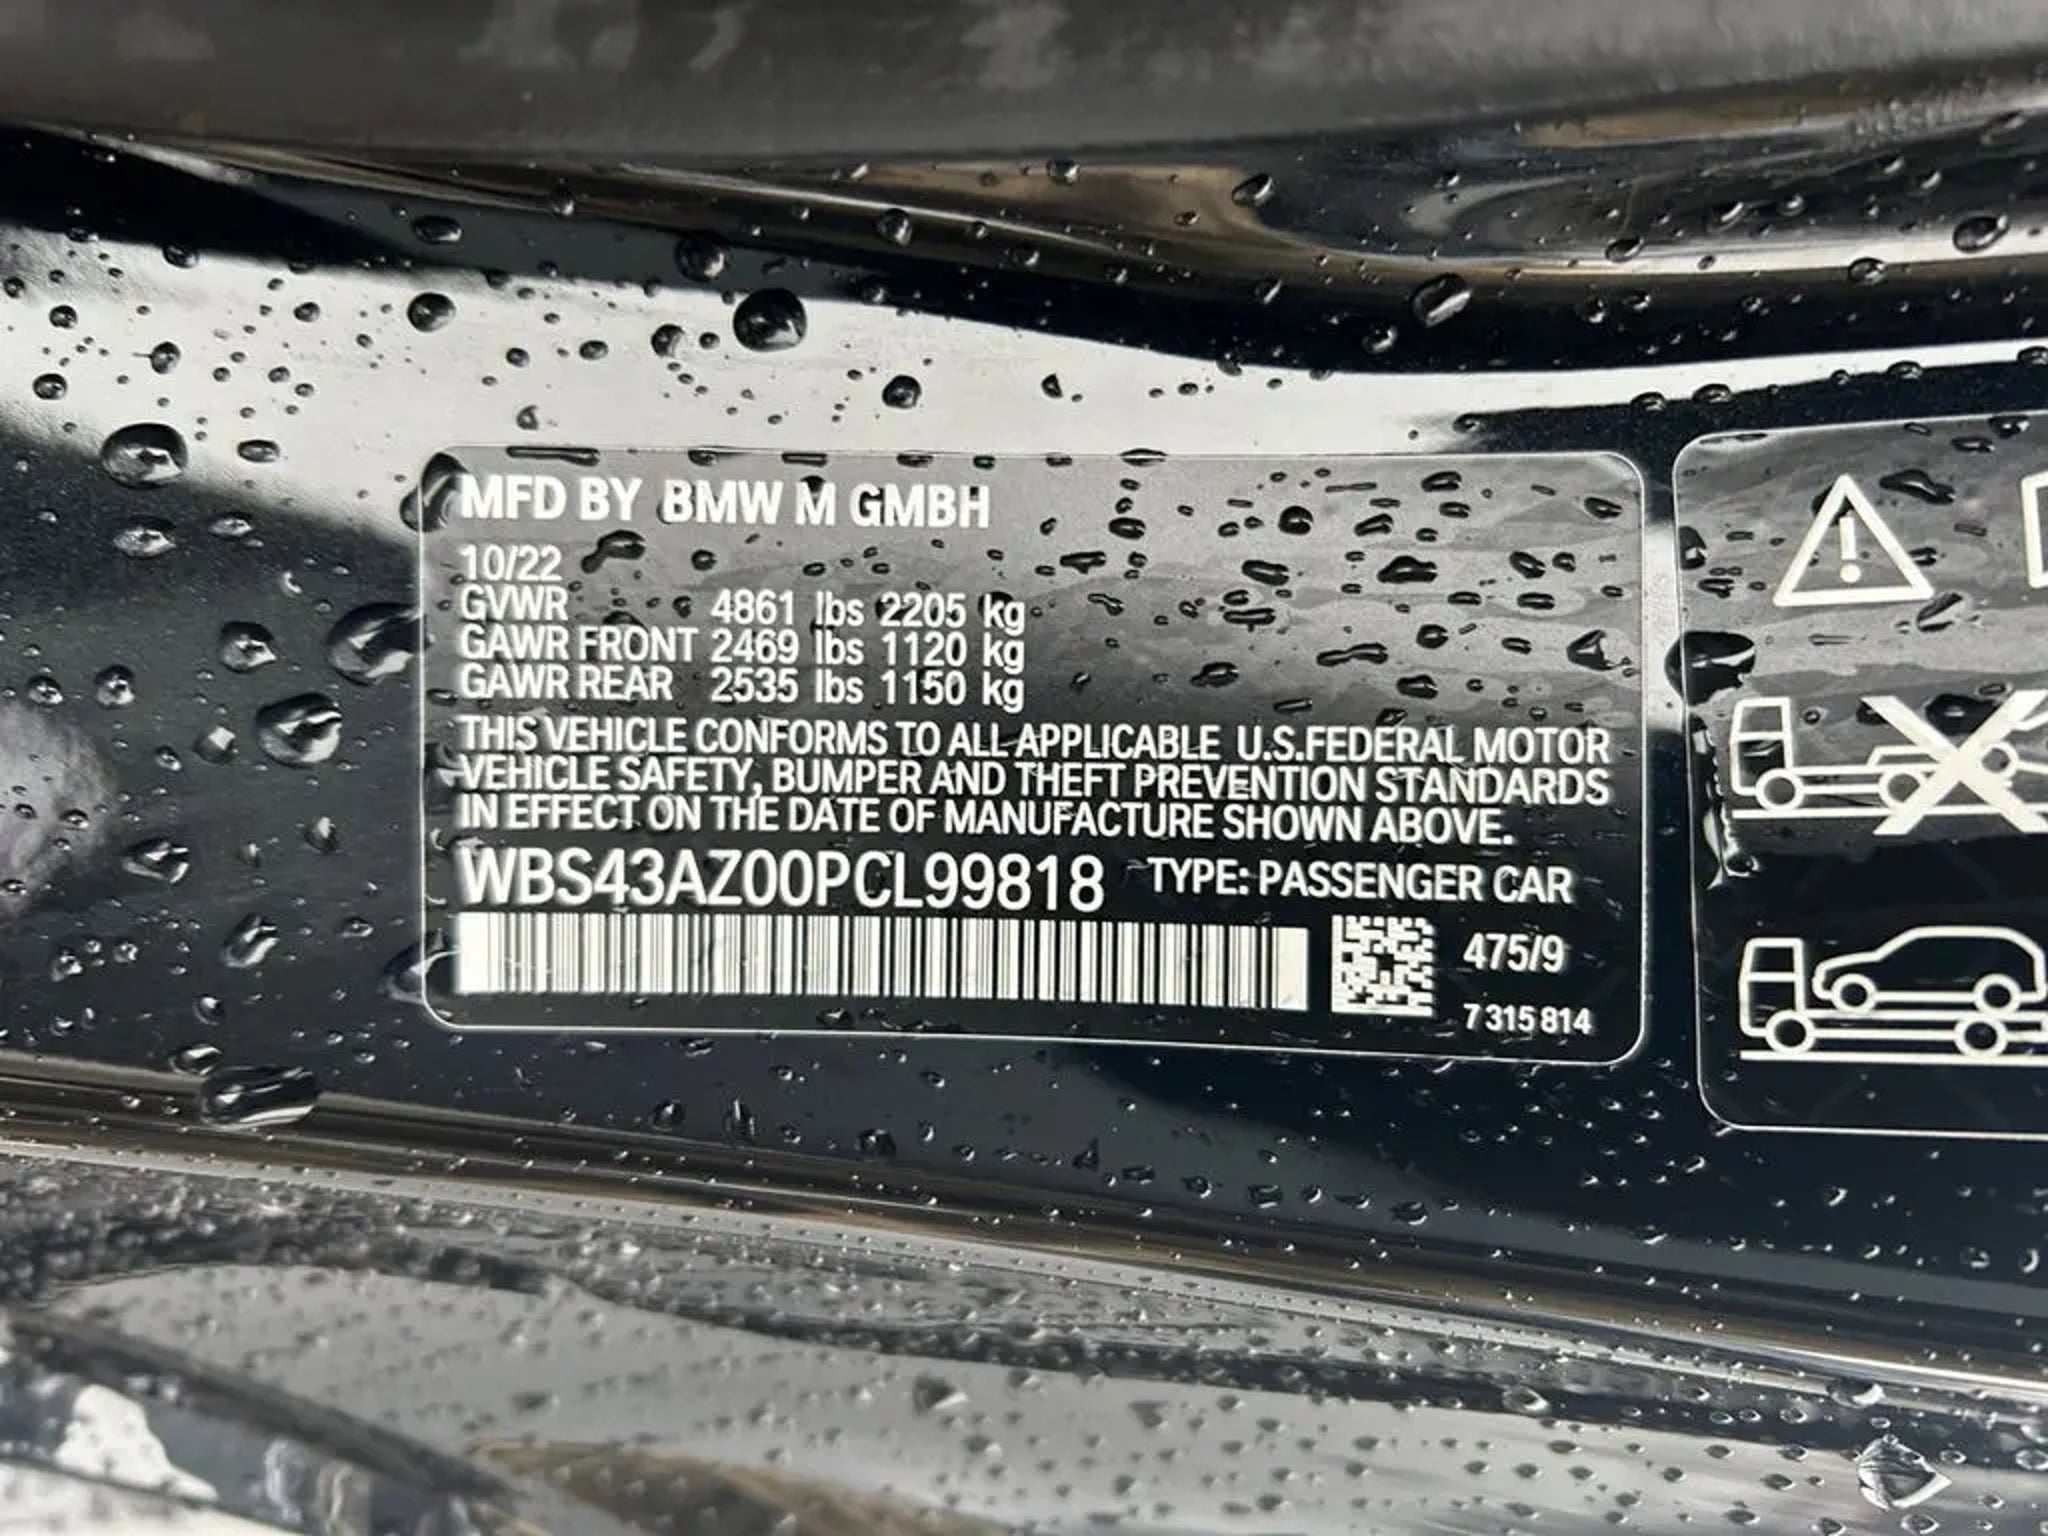 MFD BY BMW M GMBH
10/22
GVWR 4861 lbs 2205 kg
GAWR FRONT 2469 lbs 1120 kg
GAWR REAR 2535 lbs 1150 kg
THIS VEHICLE CONFORMS TO ALL APPLICABLE U.S.FEDERAL MOTOR
VEHICLE SAFETY, BUMPER AND THEFT PREVENTION STANDARDS
IN EFFECT ON THE DATE OF MANUFACTURE SHOWN ABOVE.
WBS43AZ00PCL99818 TYPE: PASSENGER CAR
475/9
7 315 814